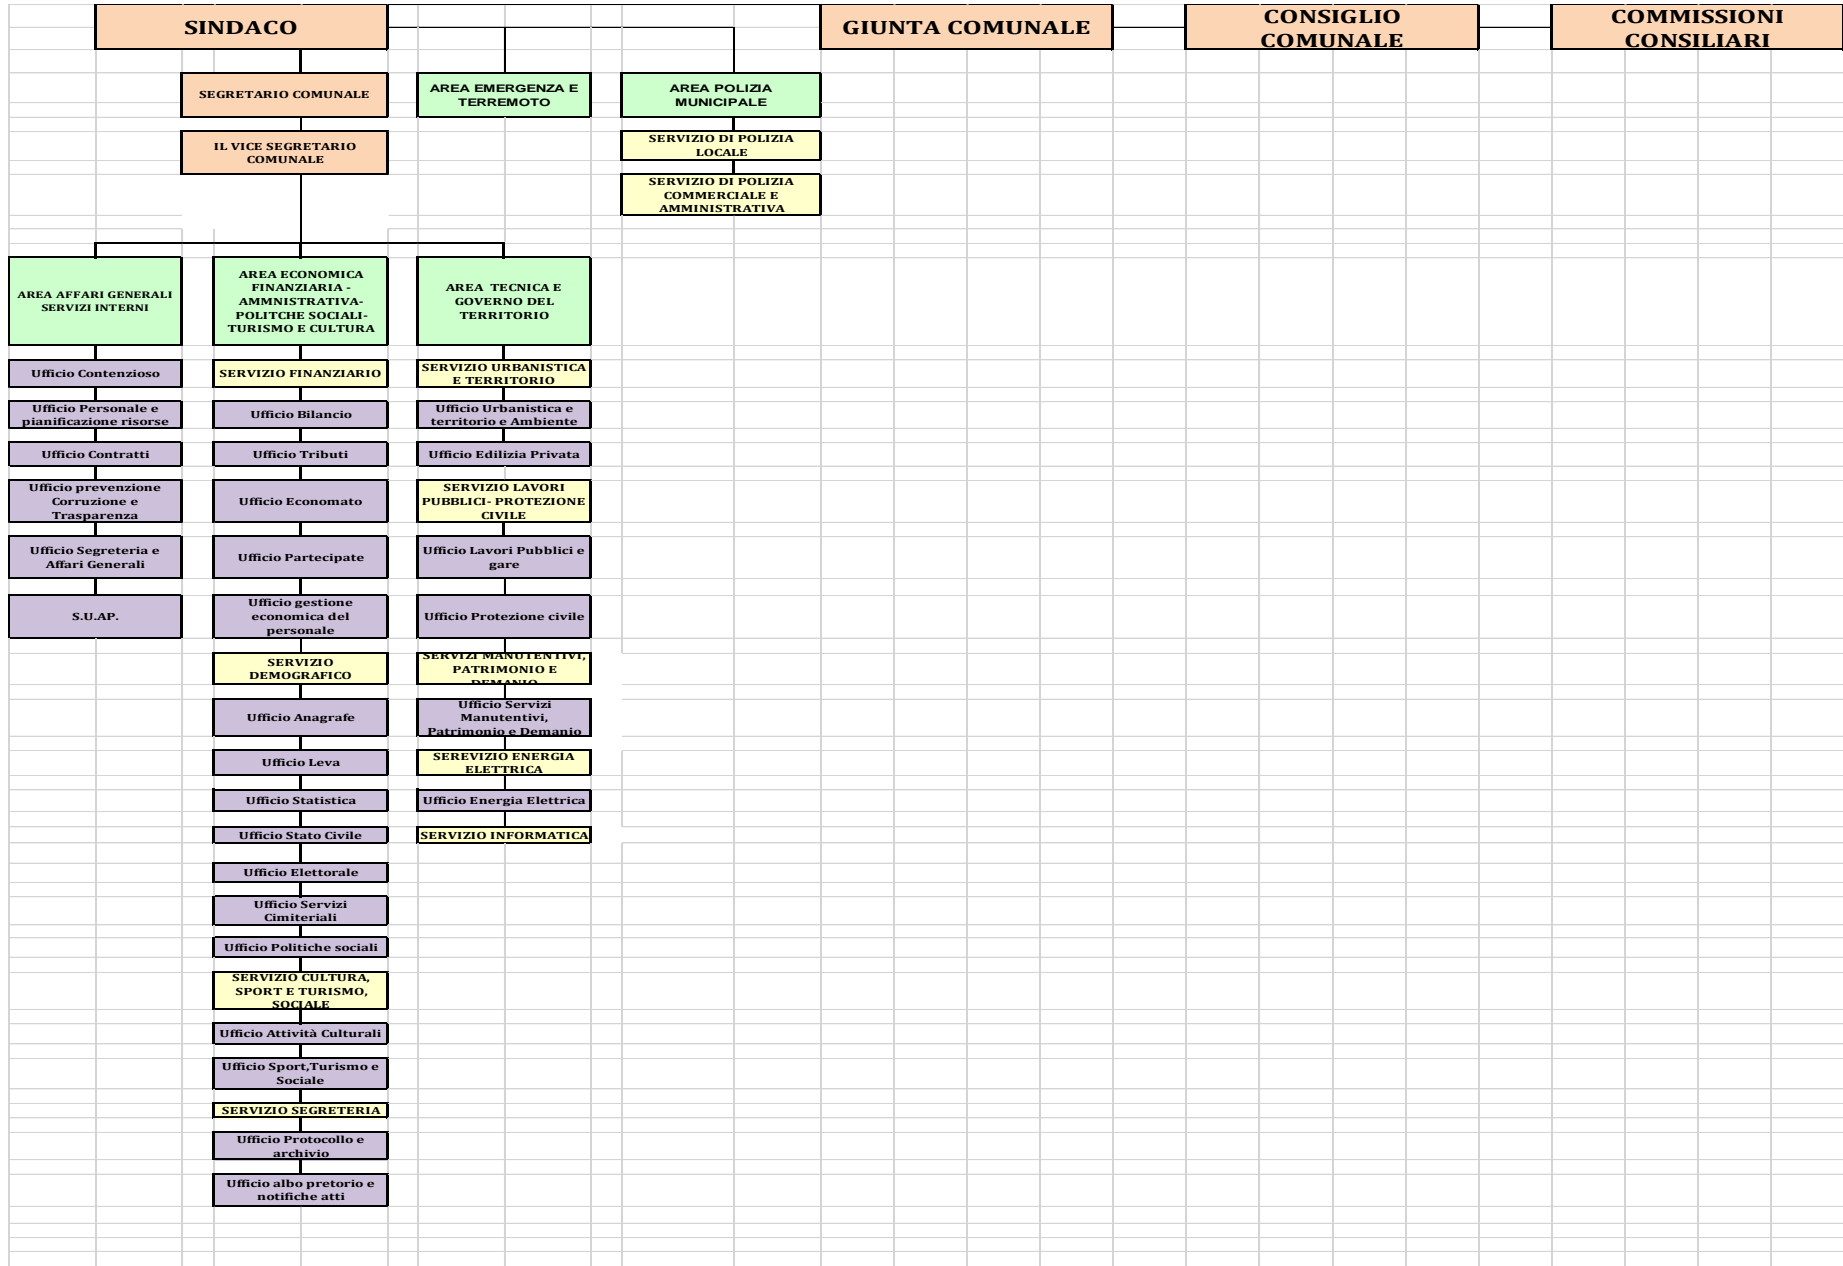 SINDACO
GIUNTA COMUNALE
CONSIGLIO
COMUNALE
COMMISSIONI
CONSILIARI
SEGRETARIO COMUNALE
AREA EMERGENZA E
TERREMOTO
AREA POLIZIA
MUNICIPALE
IL VICE SEGRETARIO
COMUNALE
SERVIZIO DI POLIZIA
LOCALE
SERVIZIO DI POLIZIA
COMMERCIALE E
AMMINISTRATIVA
AREA AFFARI GENERALI
SERVIZI INTERNI
Ufficio Contenzioso
Ufficio Personale e
pianificazione risorse
Ufficio Contratti
Ufficio prevenzione
Corruzione e
Trasparenza
Ufficio Segreteria e
Affari Generali
S.U.AP.
AREA ECONOMICA
FINANZIARIA -
AMMNISTRATIVA-
POLITCHE SOCIALI-
TURISMO E CULTURA
SERVIZIO FINANZIARIO
Ufficio Bilancio
Ufficio Tributi
Ufficio Economato
Ufficio Partecipate
Ufficio gestione
economica del
personale
SERVIZIO
DEMOGRAFICO
Ufficio Anagrafe
Ufficio Leva
Ufficio Statistica
Ufficio Stato Civile
Ufficio Elettorale
Ufficio Servizi
Cimiteriali
Ufficio Politiche sociali
SERVIZIO CULTURA,
SPORT E TURISMO,
SOCIALE
Ufficio Attività Culturali
Ufficio Sport,Turismo e
Sociale
SERVIZIO SEGRETERIA
Ufficio Protocollo e
archivio
Ufficio albo pretorio e
notifiche atti
AREA TECNICA E
GOVERNO DEL
TERRITORIO
SERVIZIO URBANISTICA
E TERRITORIO
Ufficio Urbanistica e
territorio e Ambiente
Ufficio Edilizia Privata
SERVIZIO LAVORI
PUBBLICI- PROTEZIONE
CIVILE
Ufficio Lavori Pubblici e
gare
Ufficio Protezione civile
SERVIZI MANUTENTIVI,
PATRIMONIO E
DEMANIO
Ufficio Servizi
Manutentivi,
Patrimonio e Demanio
SEREVIZIO ENERGIA
ELETTRICA
Ufficio Energia Elettrica
SERVIZIO INFORMATICA